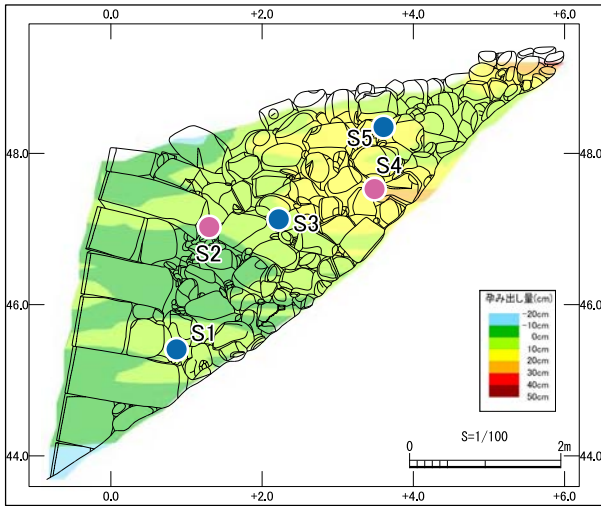 0.0 +2.0 +4.0 +6.0
48.0 48.0
46.0 46.0
44.0 44.0
S5
S4
S3
S2
S1
孕み出し量(cm)
-20cm
-10cm
0cm
10cm
20cm
30cm
40cm
50cm
S=1/100
0 2m
0.0 +2.0 +4.0 +6.0